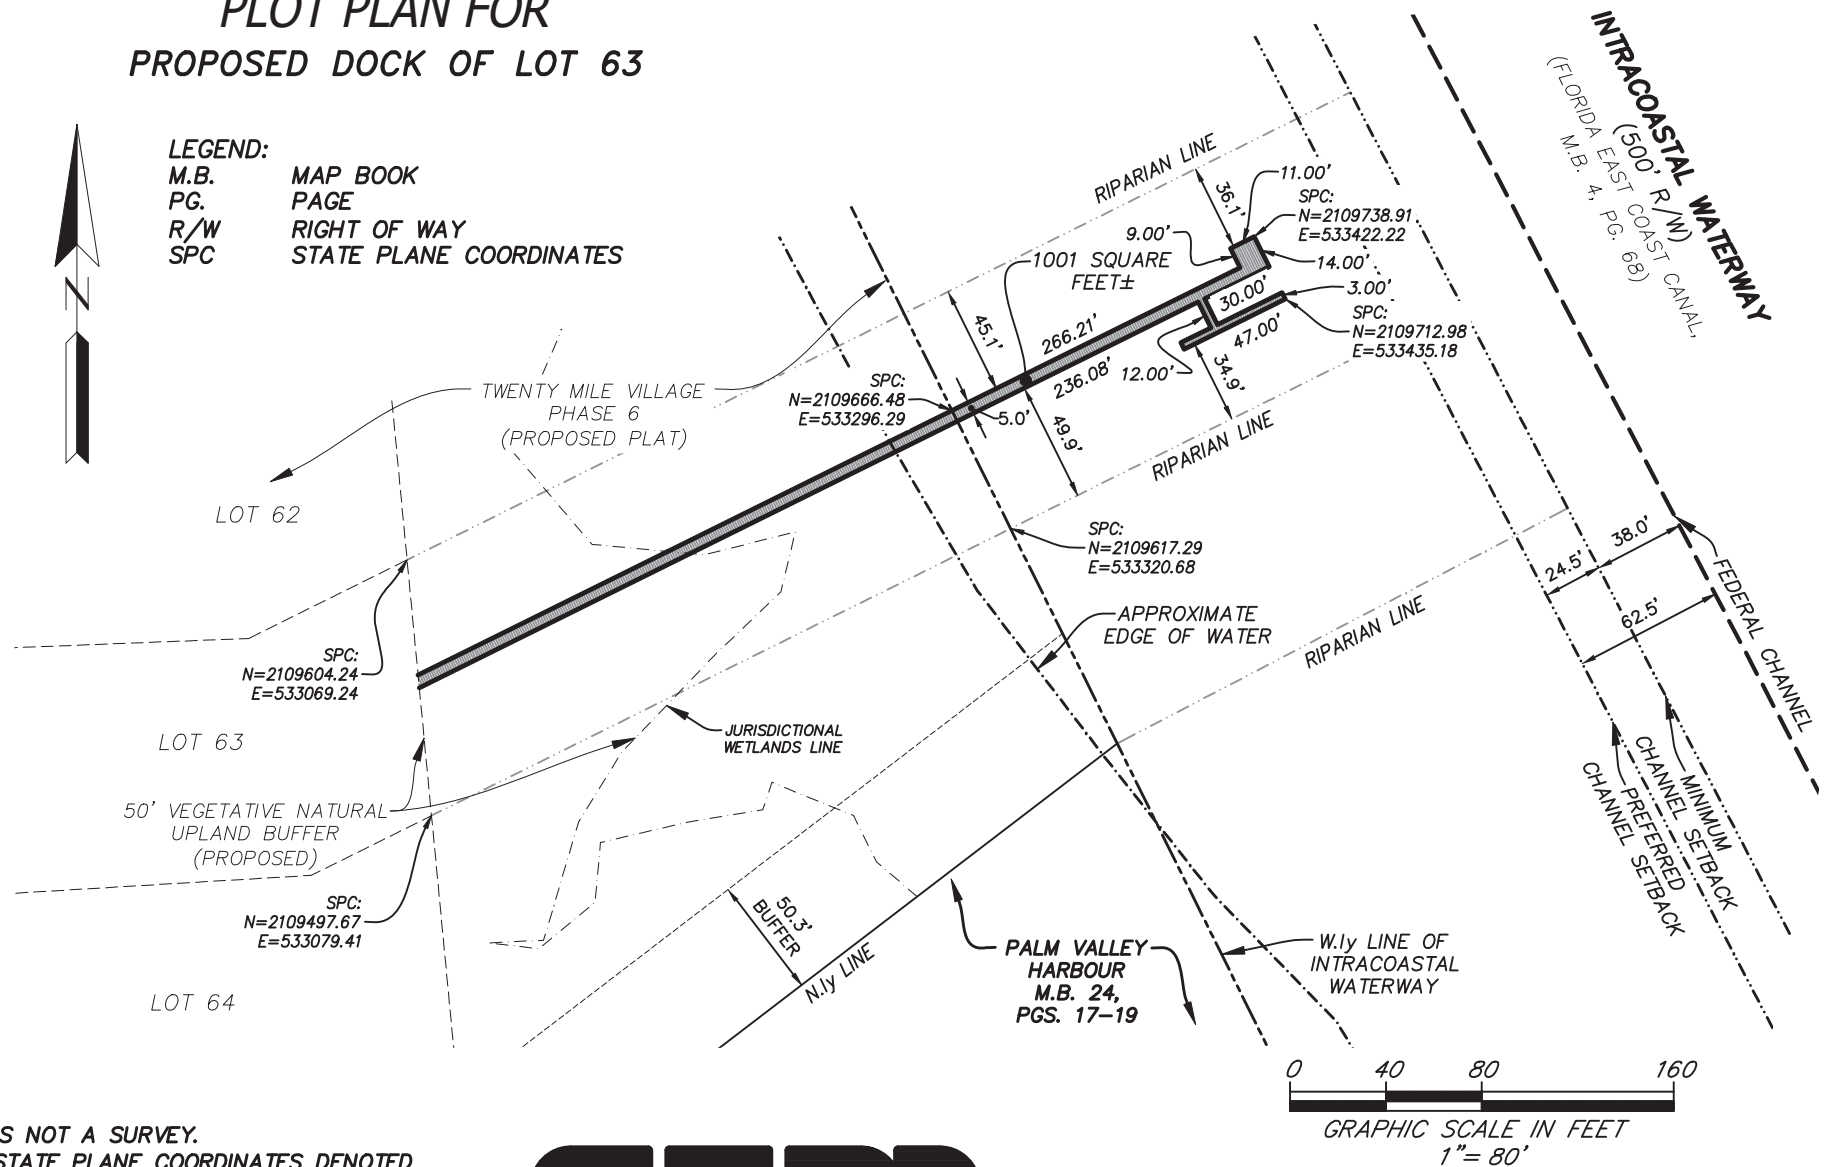 PLOT PLAN FOR
PROPOSED DOCK OF LOT 63
LEGEND:
M.B. MAP BOOK
PG. PAGE
R/W RIGHT OF WAY
SPC STATE PLANE COORDINATES
N
INTRACOASTAL WATERWAY
(500' R/W)
(FLORIDA EAST COAST CANAL,
M.B. 4, PG. 68)
RIPARIAN LINE
36.1'
11.00'
SPC:
N=2109738.91
E=533422.22
9.00'
14.00'
1001 SQUARE
FEET±
30.00'
3.00'
SPC:
N=2109712.98
E=533435.18
47.00'
45.1'
266.21'
236.08'
12.00'
34.9'
SPC:
N=2109666.48
E=533296.29
5.0'
49.9'
RIPARIAN LINE
TWENTY MILE VILLAGE
PHASE 6
(PROPOSED PLAT)
LOT 62
SPC:
N=2109617.29
E=533320.68
38.0'
24.5'
62.5'
FEDERAL CHANNEL
APPROXIMATE
EDGE OF WATER
RIPARIAN LINE
SPC:
N=2109604.24
E=533069.24
LOT 63
JURISDICTIONAL
WETLANDS LINE
50' VEGETATIVE NATURAL
UPLAND BUFFER
(PROPOSED)
MINIMUM
CHANNEL SETBACK
PREFERRED
CHANNEL SETBACK
SPC:
N=2109497.67
E=533079.41
50.3'
BUFFER
N.ly LINE
PALM VALLEY
HARBOUR
M.B. 24,
PGS. 17-19
W.ly LINE OF
INTRACOASTAL
WATERWAY
LOT 64
0 40 80 160
GRAPHIC SCALE IN FEET
1"= 80'
S NOT A SURVEY.
STATE PLANE COORDINATES DENOTED